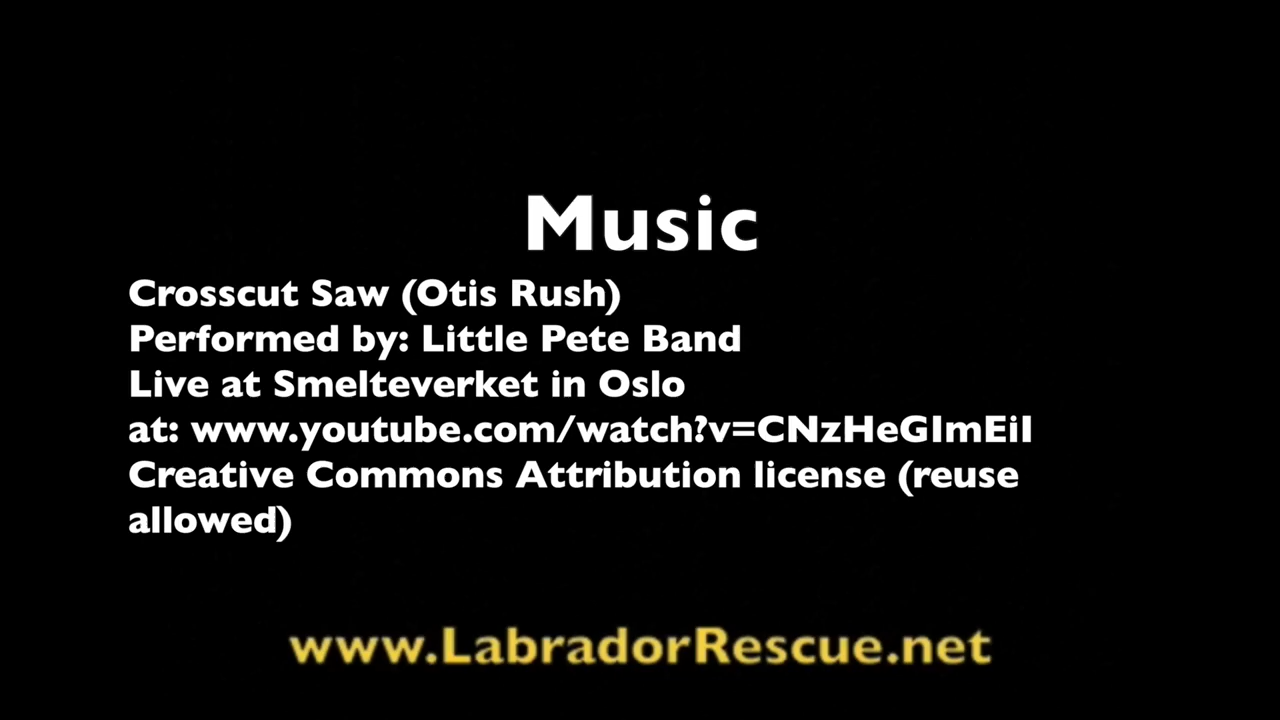 Music
Crosscut Saw (Otis Rush)
Performed by: Little Pete Band
Live at Smelteverket in Oslo
at: www.youtube.com/watch?v=CNzHeGImEiI
Creative Commons Attribution license (reuse
allowed)
www.LabradorRescue.net